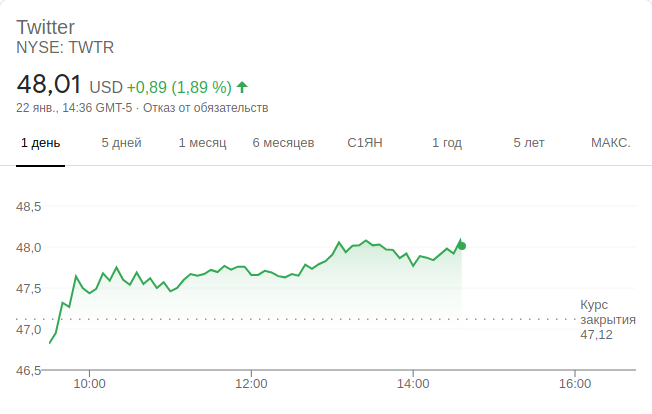 Twitter
NYSE: TWTR
48,01 USD +0,89 (1,89 %)
22 янв., 14:36 GMT-5 · Отказ от обязательств
1 день 5 дней 1 месяц 6 месяцев С1ЯН 1 год 5 лет МАКС.
48,5
48,0
47,5
Курс
закрытия
47,12
47,0
46,5
10:00 12:00 14:00 16:00